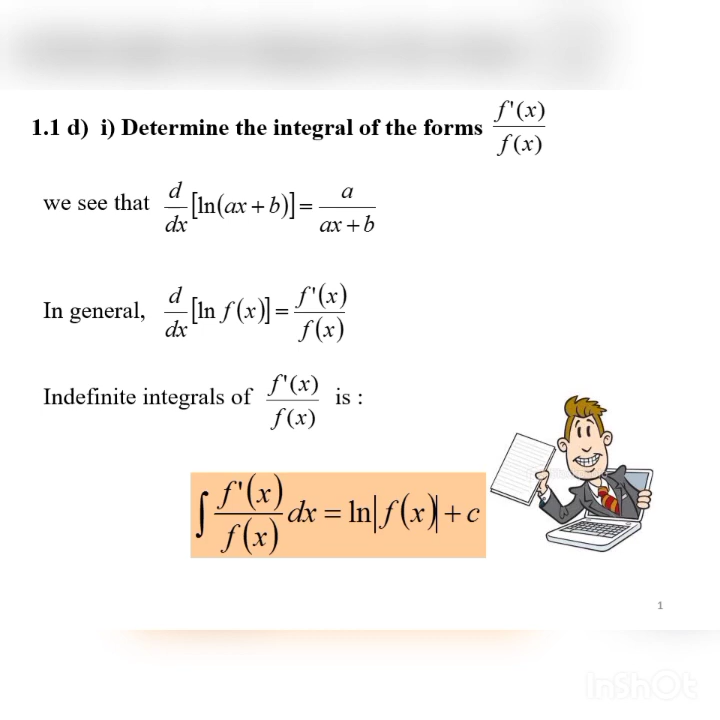 1.1 d) i) Determine the integral of the forms f'(x)/f(x)
we see that d/dx [ln(ax + b)] = a/(ax + b)
In general, d/dx [ln f(x)] = f'(x)/f(x)
Indefinite integrals of f'(x)/f(x) is :
∫ f'(x)/f(x) dx = ln|f(x)| + c
1
InShOt